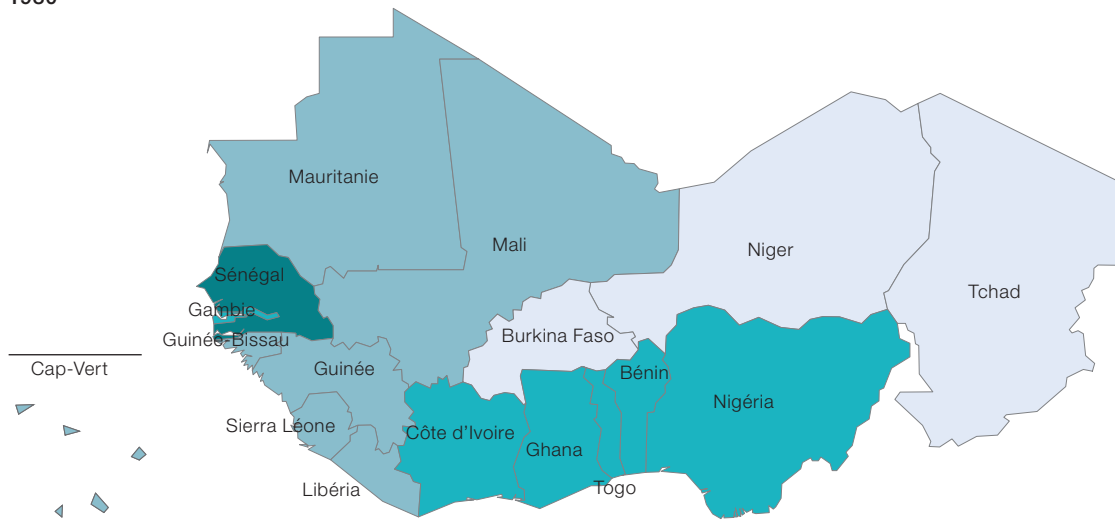 Mauritanie
Mali
Niger
Tchad
Sénégal
Gambie
Guinée-Bissau
Burkina Faso
Cap-Vert
Guinée
Bénin
Nigéria
Sierra Léone
Côte d'Ivoire
Ghana
Libéria
Togo